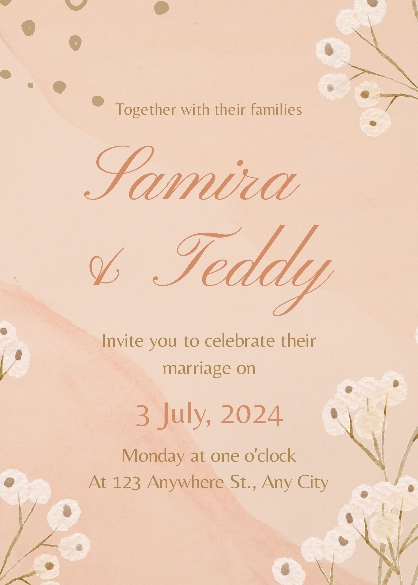 Together with their families
Samira
& Teddy
Invite you to celebrate their
marriage on
3 July, 2024
Monday at one o'clock
At 123 Anywhere St., Any City